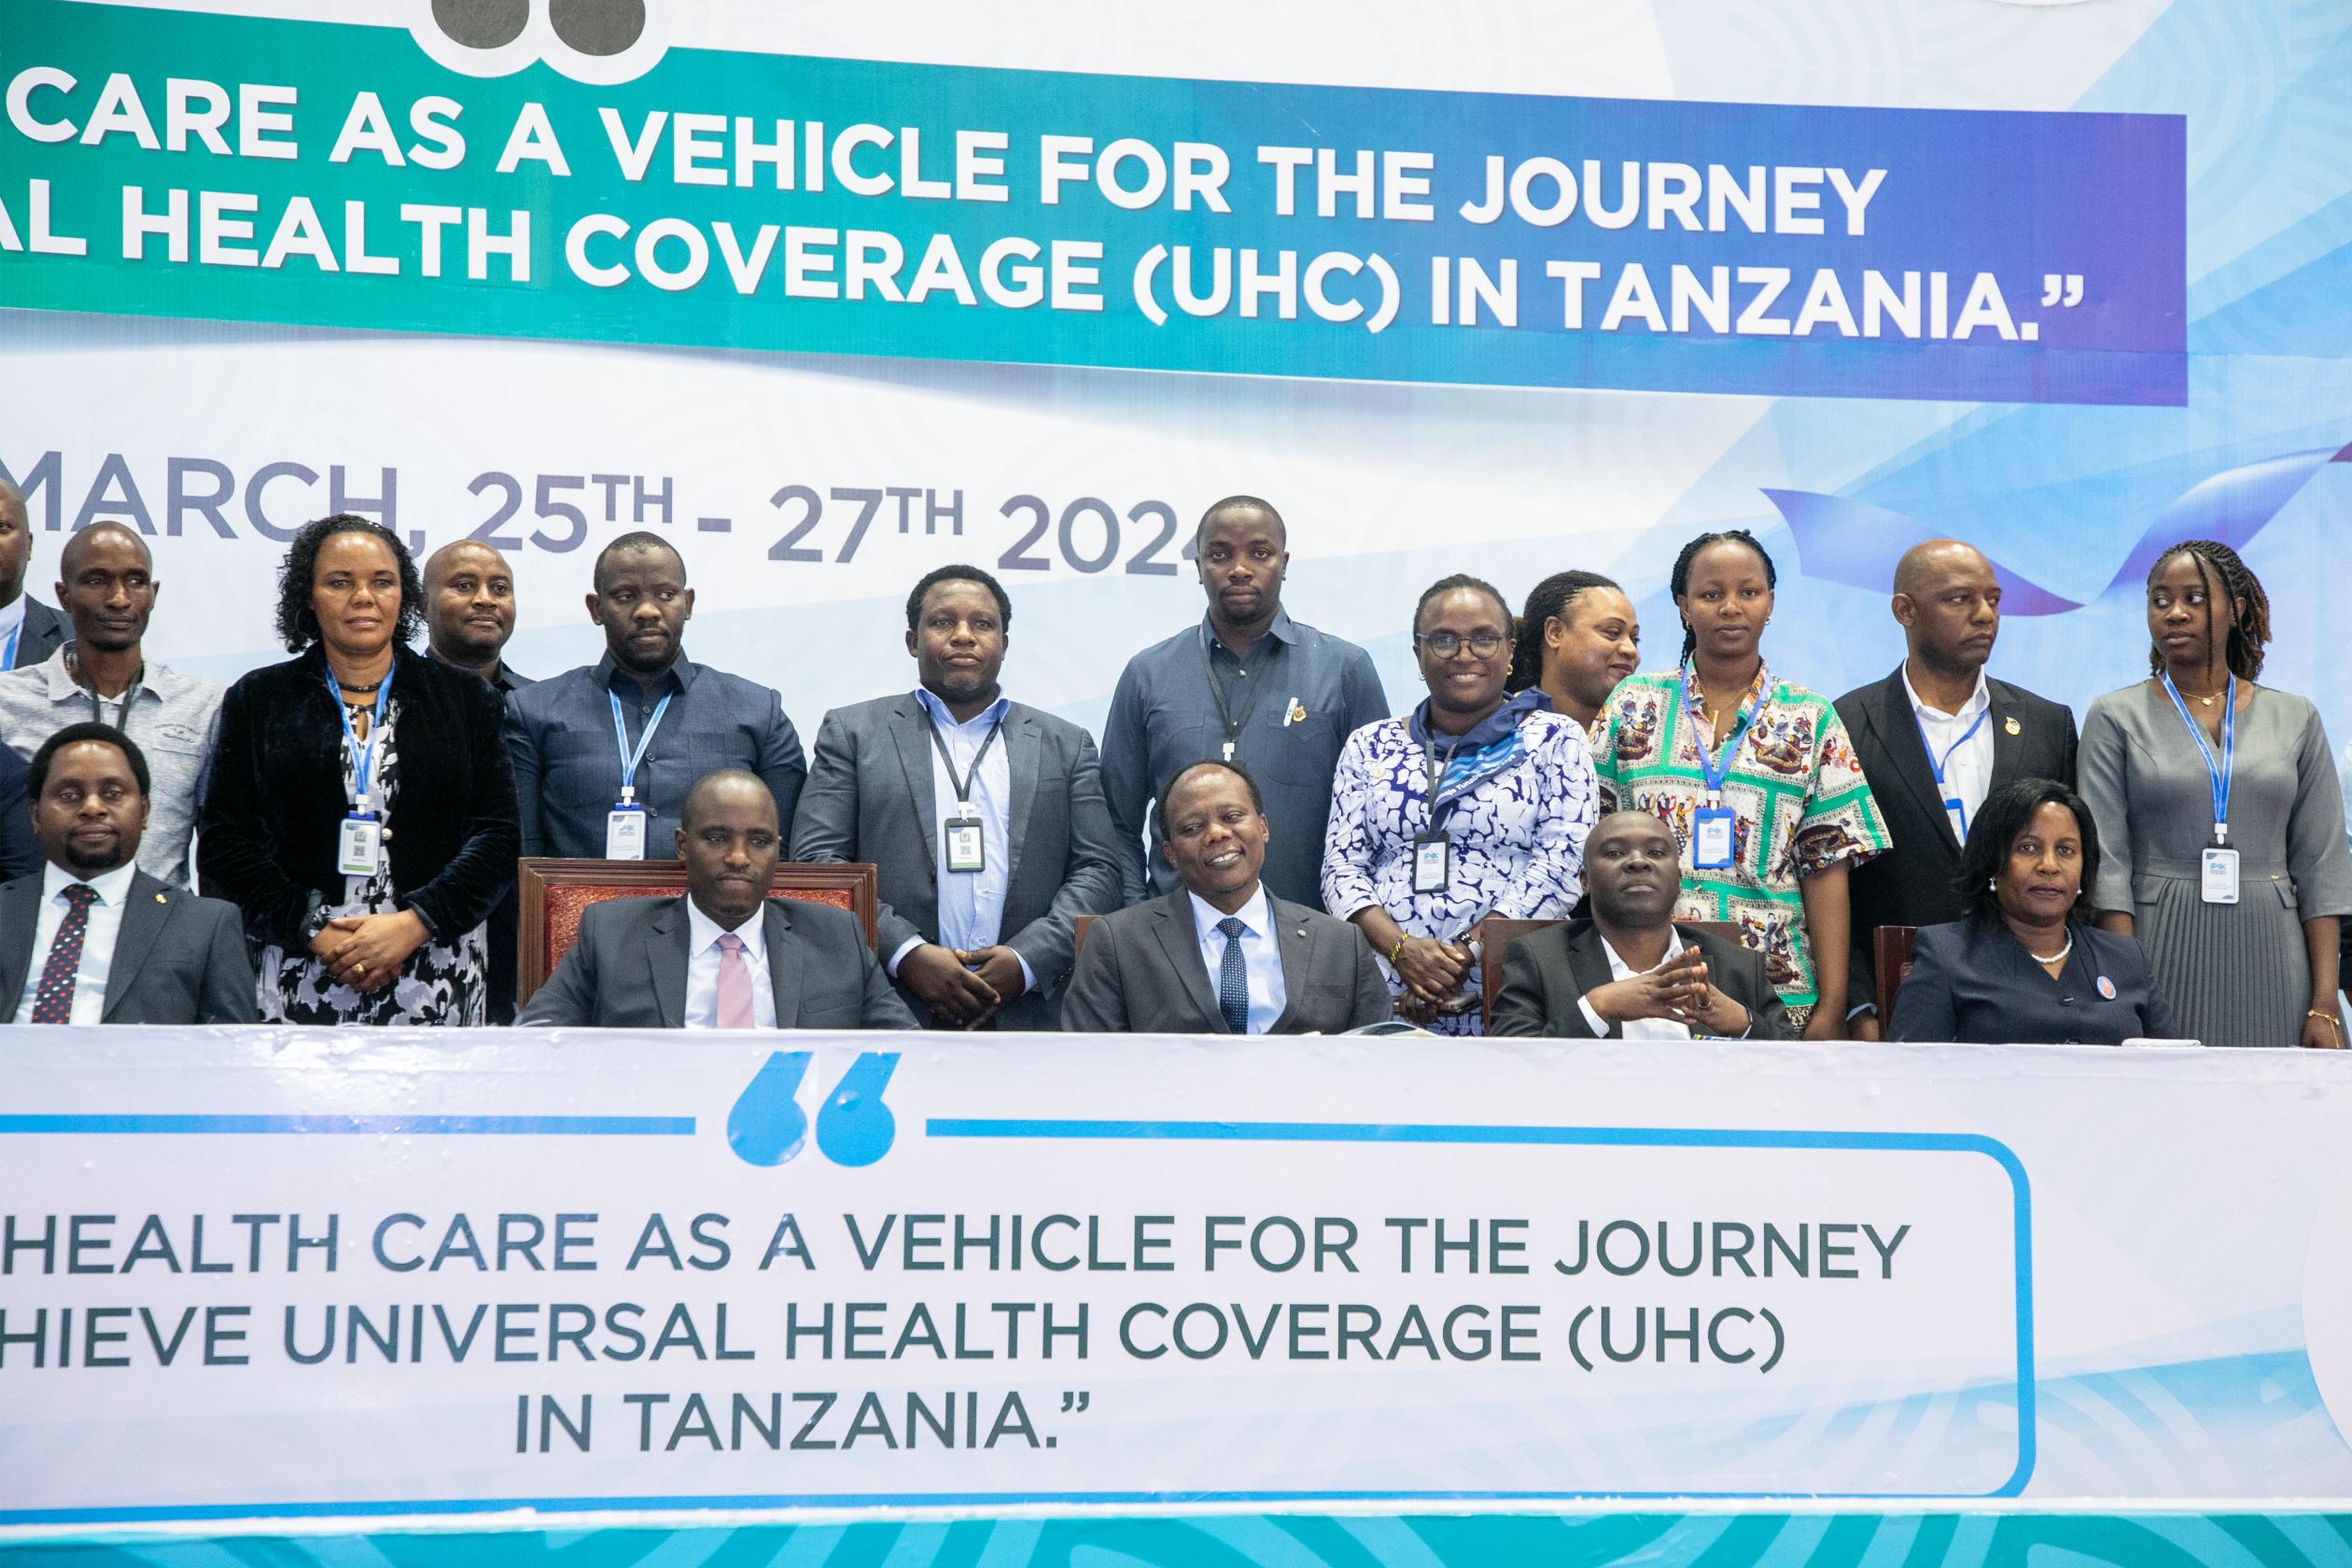 CARE AS A VEHICLE FOR THE JOURNEY
AL HEALTH COVERAGE (UHC) IN TANZANIA.”
MARCH, 25TH - 27TH 2024
“
HEALTH CARE AS A VEHICLE FOR THE JOURNEY
HIEVE UNIVERSAL HEALTH COVERAGE (UHC)
IN TANZANIA.”